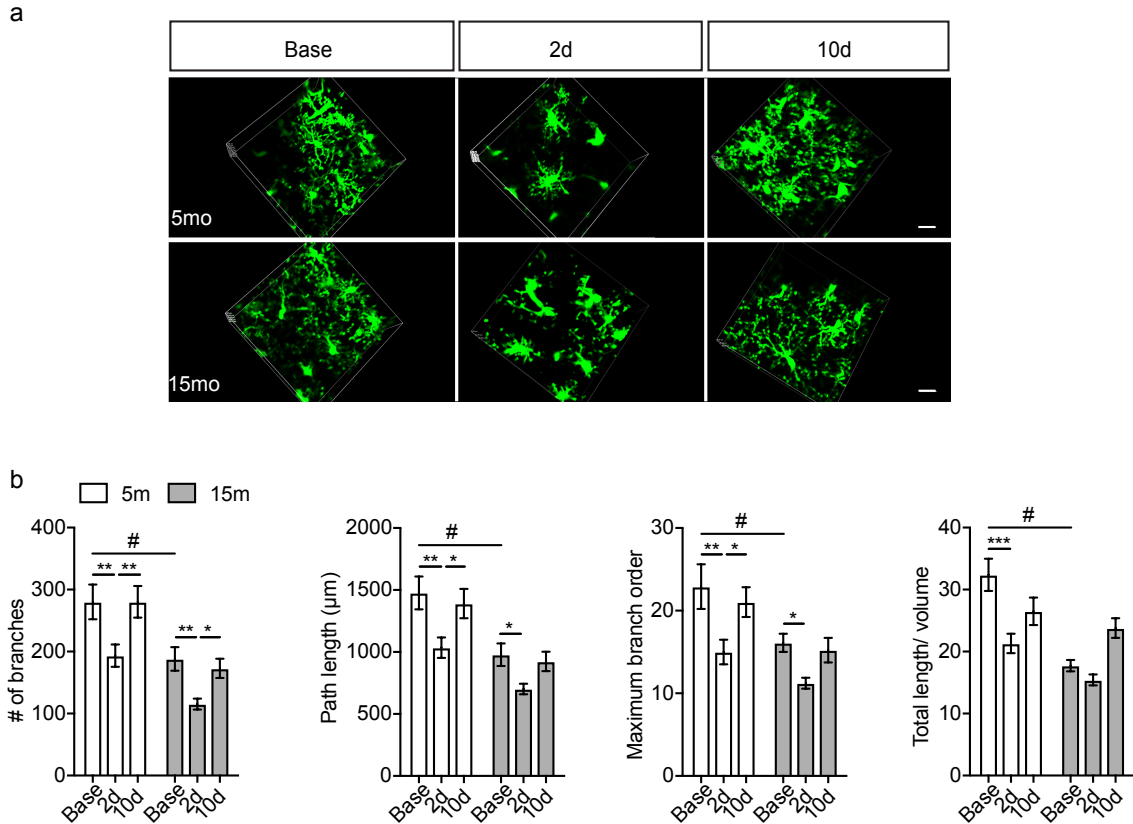 a
Base 2d 10d
5mo
15mo
b
5m 15m
# of branches
400
300
200
100
0
#
** ** ** *
Base 2d 10d Base 2d 10d
Path length (µm)
2000
1500
1000
500
0
#
** * *
Base 2d 10d Base 2d 10d
Maximum branch order
30
20
10
0
#
** * *
Base 2d 10d Base 2d 10d
Total length/ volume
40
30
20
10
0
#
***
Base 2d 10d Base 2d 10d